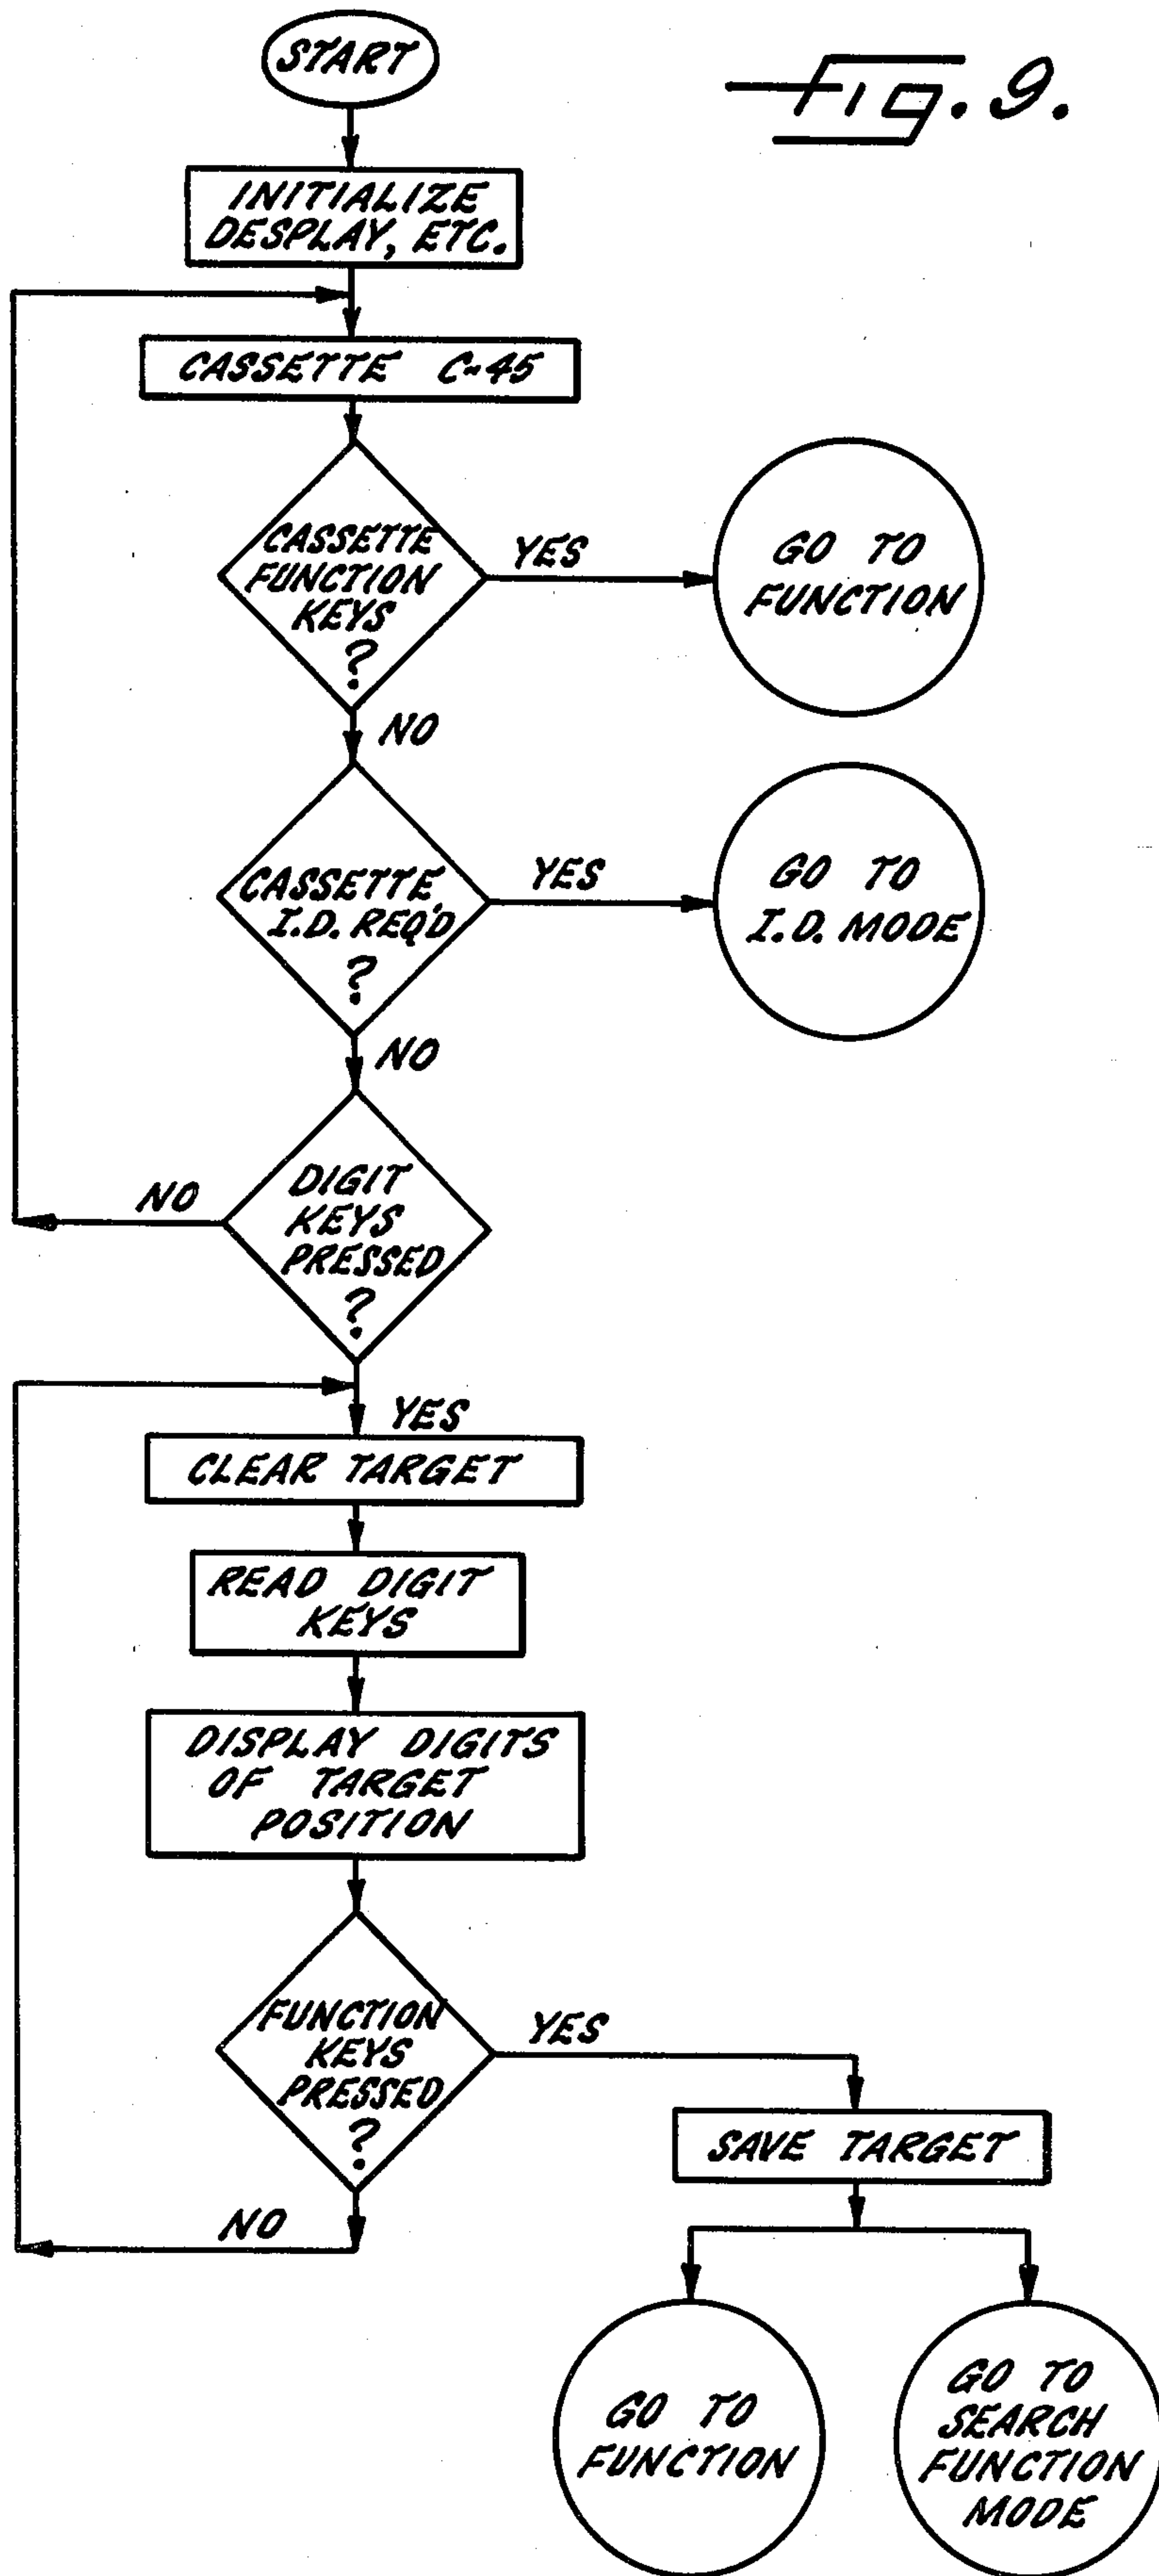 START
Fig. 9.
INITIALIZE
DESPLAY, ETC.
CASSETTE C-45
CASSETTE
FUNCTION
KEYS
?
YES
GO TO
FUNCTION
NO
CASSETTE
I.D. REQ'D
?
YES
GO TO
I.D. MODE
NO
DIGIT
KEYS
PRESSED
?
NO
YES
CLEAR TARGET
READ DIGIT
KEYS
DISPLAY DIGITS
OF TARGET
POSITION
FUNCTION
KEYS
PRESSED
?
YES
NO
SAVE TARGET
GO TO
FUNCTION
GO TO
SEARCH
FUNCTION
MODE